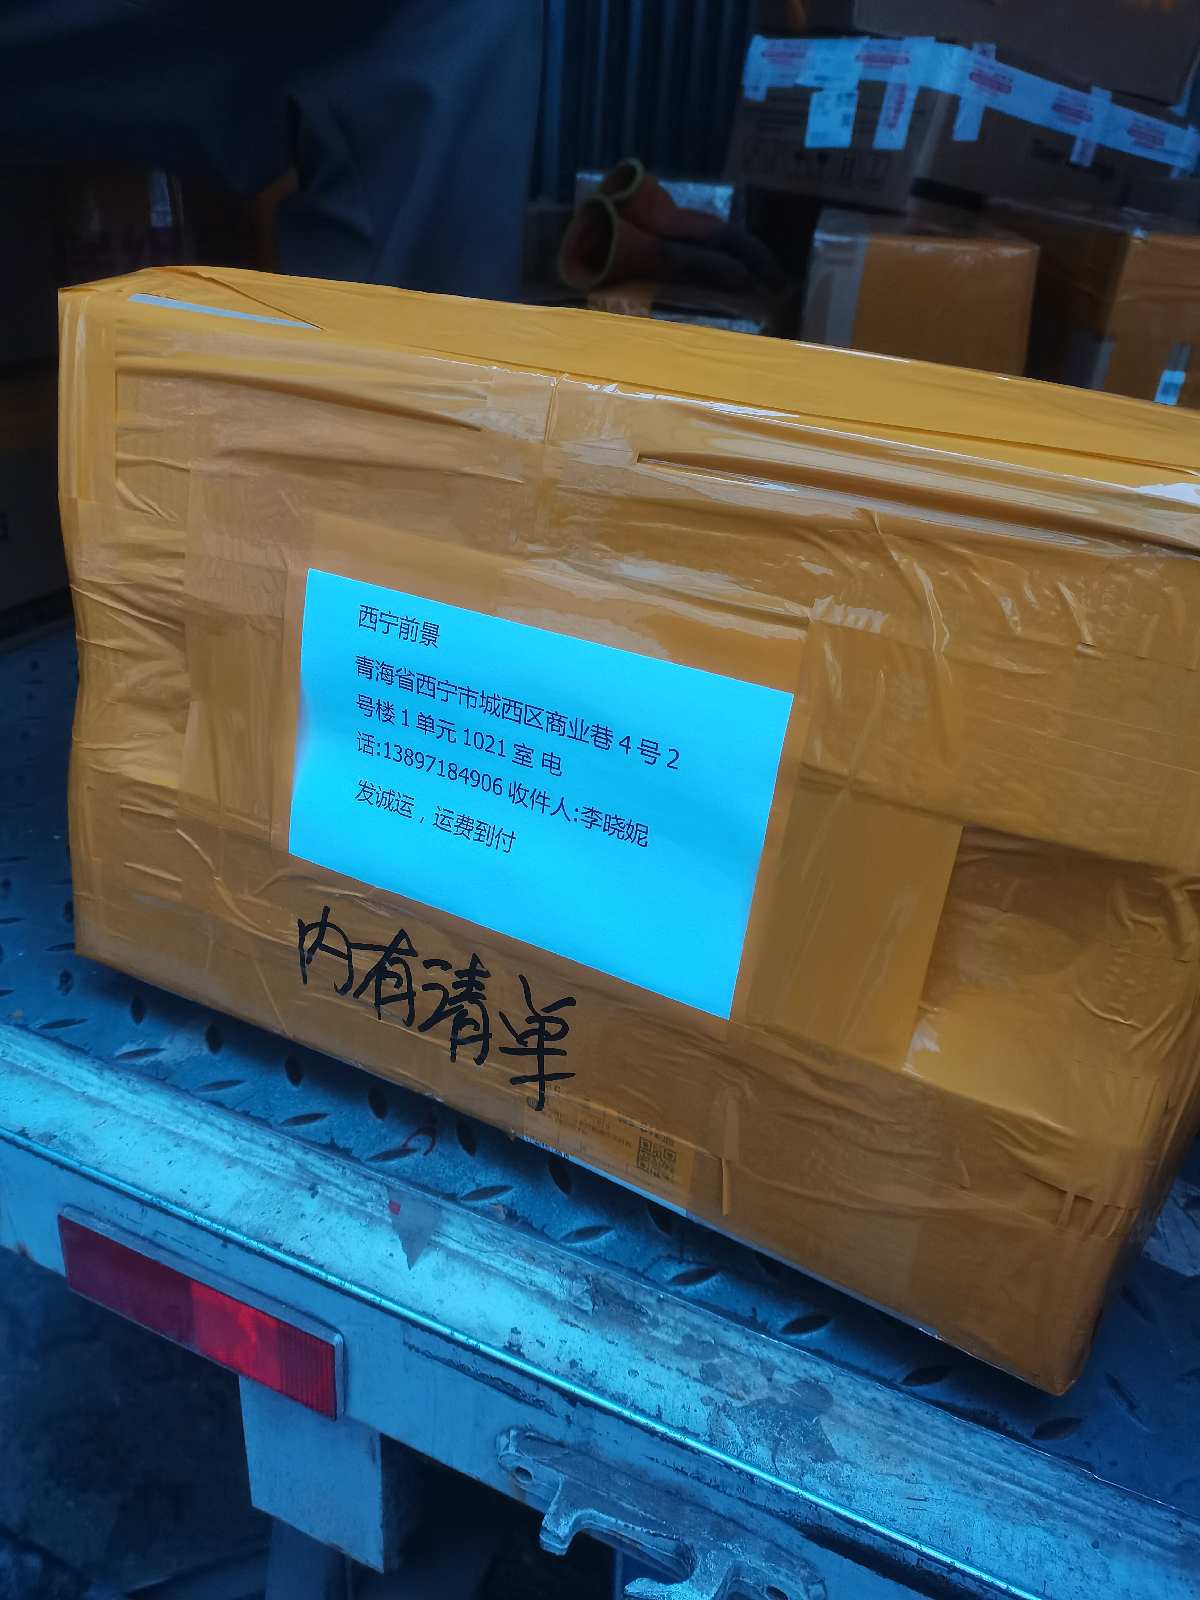 西宁前景
青海省西宁市城西区商业巷4号2
号楼1单元1021室 电
话:13897184906 收件人:李晓妮
发诚运，运费到付
内有清单